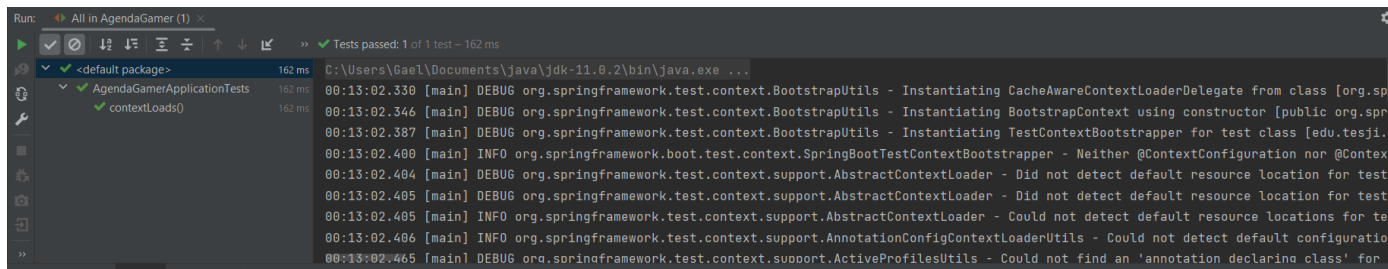 Run: All in AgendaGamer (1)
Tests passed: 1 of 1 test – 162 ms
<default package> 162 ms
AgendaGamerApplicationTests 162 ms
contextLoads() 162 ms
C:\Users\Gael\Documents\java\jdk-11.0.2\bin\java.exe ...
00:13:02.330 [main] DEBUG org.springframework.test.context.BootstrapUtils - Instantiating CacheAwareContextLoaderDelegate from class [org.sp
00:13:02.346 [main] DEBUG org.springframework.test.context.BootstrapUtils - Instantiating BootstrapContext using constructor [public org.spr
00:13:02.387 [main] DEBUG org.springframework.test.context.BootstrapUtils - Instantiating TestContextBootstrapper for test class [edu.tesji.
00:13:02.400 [main] INFO org.springframework.boot.test.context.SpringBootTestContextBootstrapper - Neither @ContextConfiguration nor @Contex
00:13:02.404 [main] DEBUG org.springframework.test.context.support.AbstractContextLoader - Did not detect default resource location for test
00:13:02.405 [main] DEBUG org.springframework.test.context.support.AbstractContextLoader - Did not detect default resource location for test
00:13:02.405 [main] INFO org.springframework.test.context.support.AbstractContextLoader - Could not detect default resource locations for te
00:13:02.406 [main] INFO org.springframework.test.context.support.AnnotationConfigContextLoaderUtils - Could not detect default configuratio
00:13:02.465 [main] DEBUG org.springframework.test.context.support.ActiveProfilesUtils - Could not find an 'annotation declaring class' for